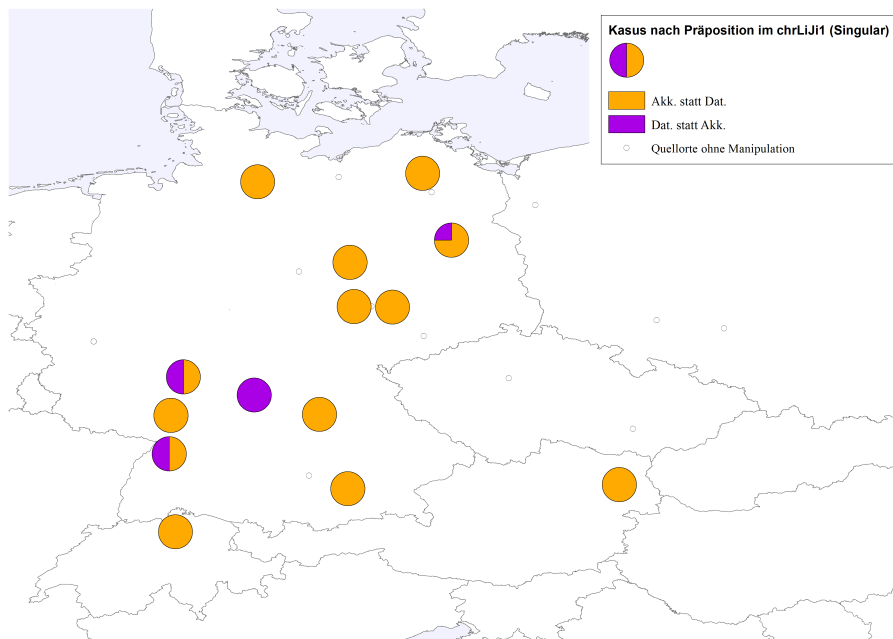 Kasus nach Präposition im chrLiJi1 (Singular)
Akk. statt Dat.
Dat. statt Akk.
Quellorte ohne Manipulation